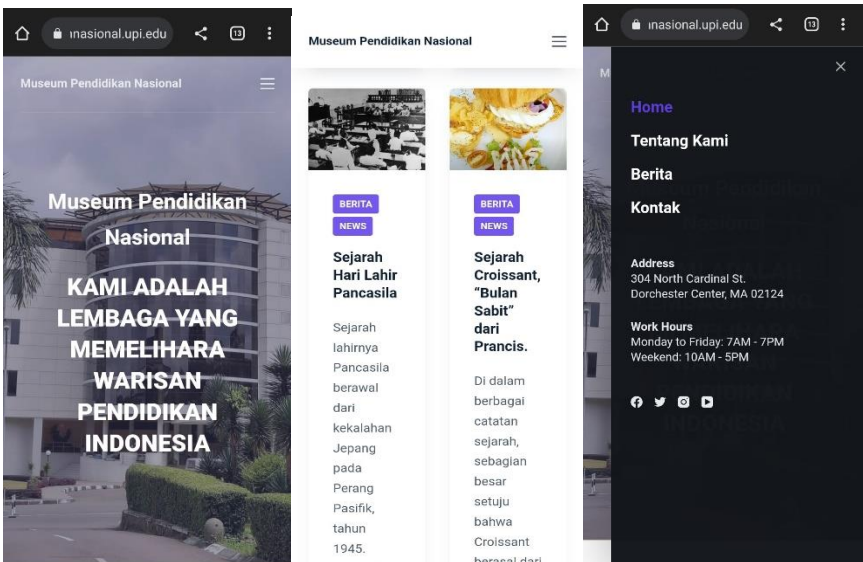 ınasional.upi.edu
13
Museum Pendidikan Nasional
Museum Pendidikan
Nasional
KAMI ADALAH
LEMBAGA YANG
MEMELIHARA
WARISAN
PENDIDIKAN
INDONESIA
Museum Pendidikan Nasional
BERITA
NEWS
Sejarah
Hari Lahir
Pancasila
Sejarah
lahirnya
Pancasila
berawal
dari
kekalahan
Jepang
pada
Perang
Pasifik,
tahun
1945.
BERITA
NEWS
Sejarah
Croissant,
“Bulan
Sabit”
dari
Prancis.
Di dalam
berbagai
catatan
sejarah,
sebagian
besar
setuju
bahwa
Croissant
berasal dari
ınasional.upi.edu
13
M
Home
Tentang Kami
Berita
Kontak
Address
304 North Cardinal St.
Dorchester Center, MA 02124
Work Hours
Monday to Friday: 7AM - 7PM
Weekend: 10AM - 5PM